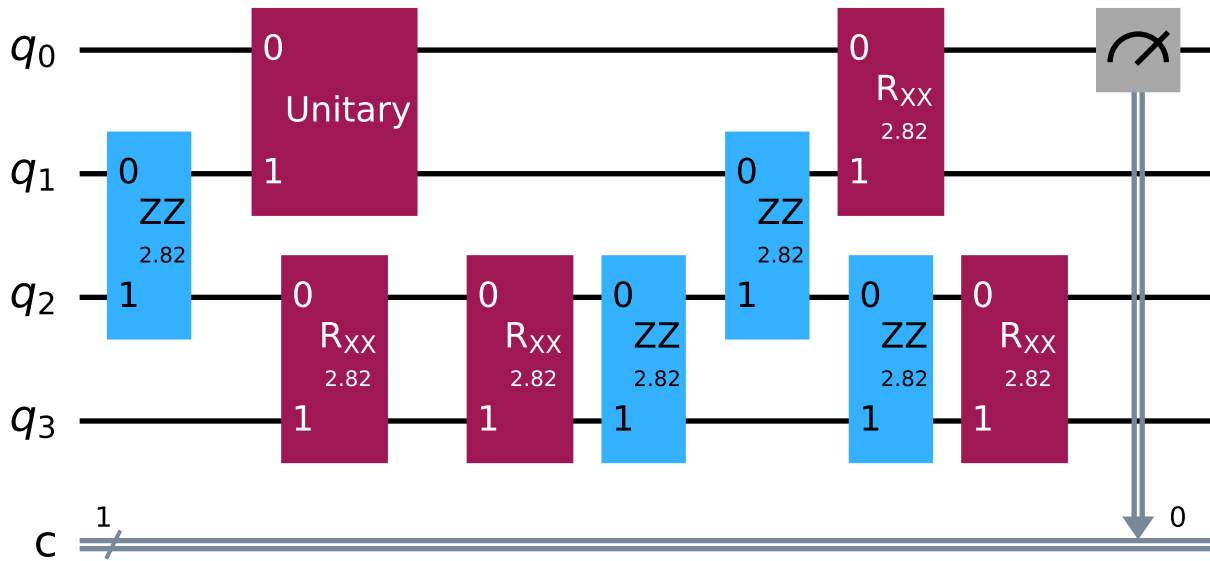 q0 0 0
Unitary RXX
2.82
q1 0 1 0 1
ZZ ZZ
2.82 2.82
q2 1 0 0 0 1 0 0
RXX RXX ZZ ZZ RXX
2.82 2.82 2.82 2.82 2.82
q3 1 1 1 1 1
1 0
c